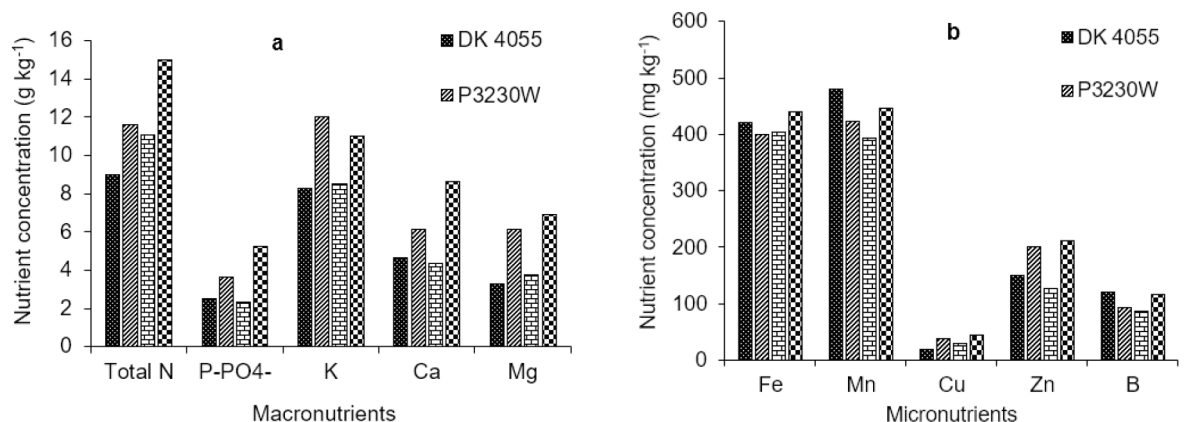 a
DK 4055
P3230W
Nutrient concentration (g kg⁻¹)
16
14
12
10
8
6
4
2
0
Total N P-PO4- K Ca Mg
Macronutrients
b
DK 4055
P3230W
Nutrient concentration (mg kg⁻¹)
600
500
400
300
200
100
0
Fe Mn Cu Zn B
Micronutrients